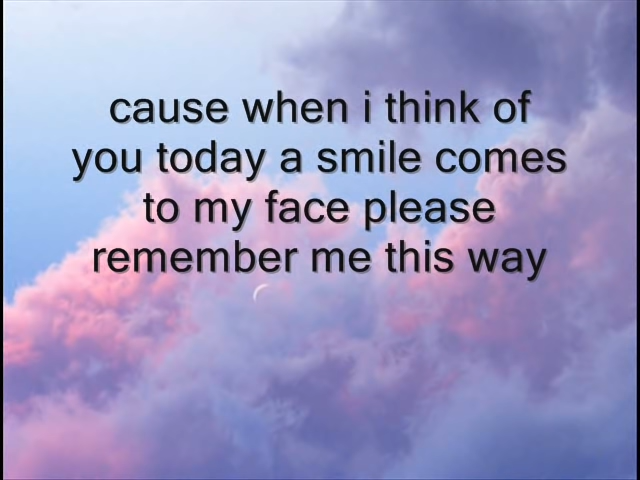 cause when i think of
you today a smile comes
to my face please
remember me this way